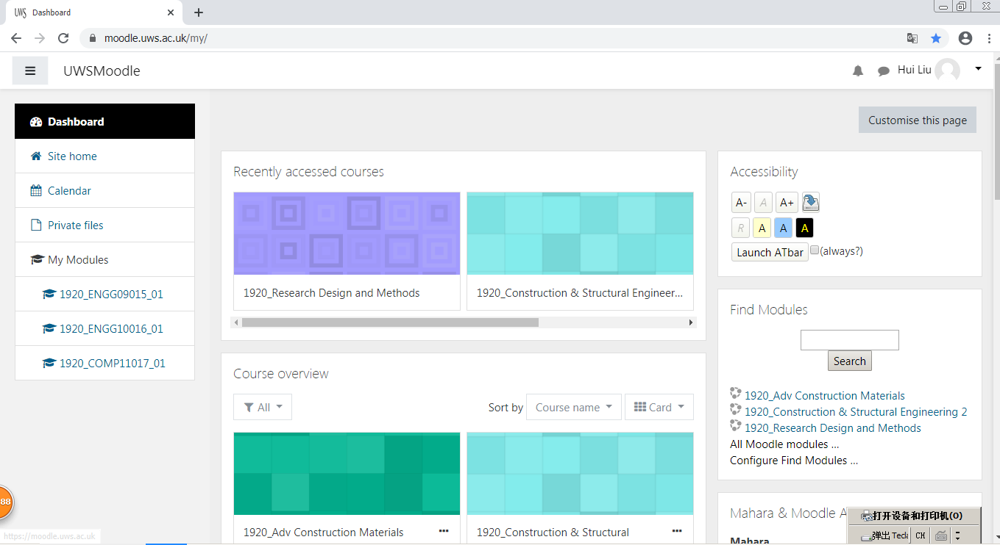 UWS Dashboard
moodle.uws.ac.uk/my/
UWSMoodle
Hui Liu
Dashboard
Site home
Calendar
Private files
My Modules
1920_ENGG09015_01
1920_ENGG10016_01
1920_COMP11017_01
Customise this page
Recently accessed courses
1920_Research Design and Methods
1920_Construction & Structural Engineer...
Course overview
All
Sort by Course name Card
1920_Adv Construction Materials
1920_Construction & Structural
Accessibility
A- A A+
R A A A
Launch ATbar (always?)
Find Modules
Search
1920_Adv Construction Materials
1920_Construction & Structural Engineering 2
1920_Research Design and Methods
All Moodle modules ...
Configure Find Modules ...
Mahara & Moodle A
Mahara
打开设备和打印机(O)
弹出 Tecla
CH
88
https://moodle.uws.ac.uk